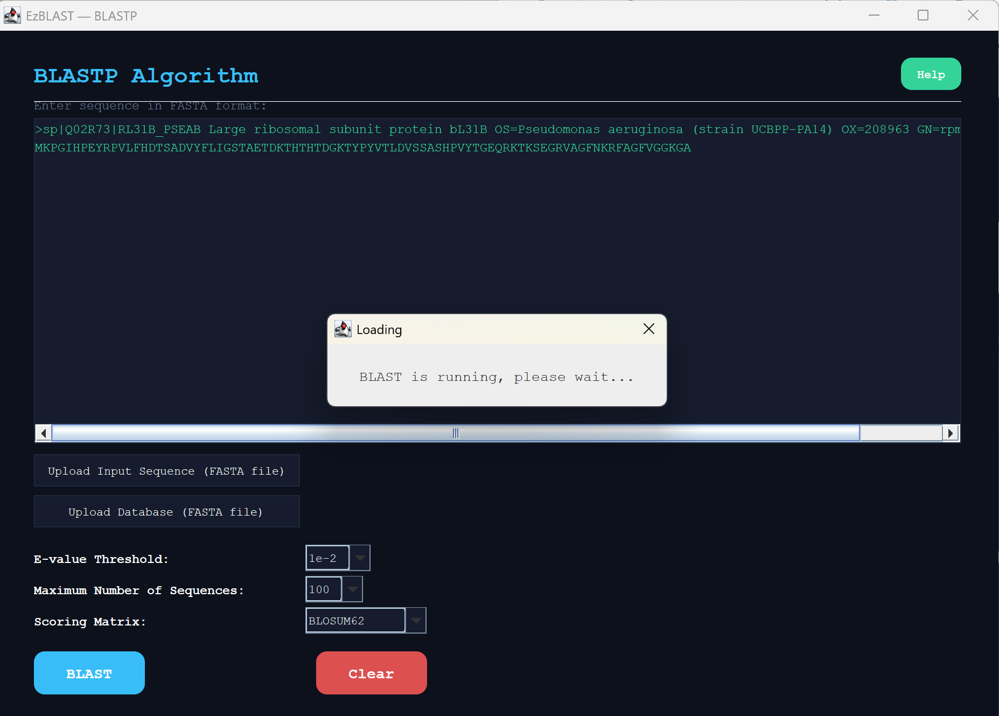 EzBLAST — BLASTP
BLASTP Algorithm
Help
Enter sequence in FASTA format:
>sp|Q02R73|RL31B_PSEAB Large ribosomal subunit protein bL31B OS=Pseudomonas aeruginosa (strain UCBPP-PA14) OX=208963 GN=rpm
MKPGIHPEYRPVLFHDTSADVYFLIGSTAETDKTHTHTDGKTYPYVTLDVSSASHPVYTGEQRKTKSEGRVAGFNKRFAGFVGGKGA
Loading
BLAST is running, please wait...
Upload Input Sequence (FASTA file)
Upload Database (FASTA file)
E-value Threshold: 1e-2
Maximum Number of Sequences: 100
Scoring Matrix: BLOSUM62
BLAST Clear